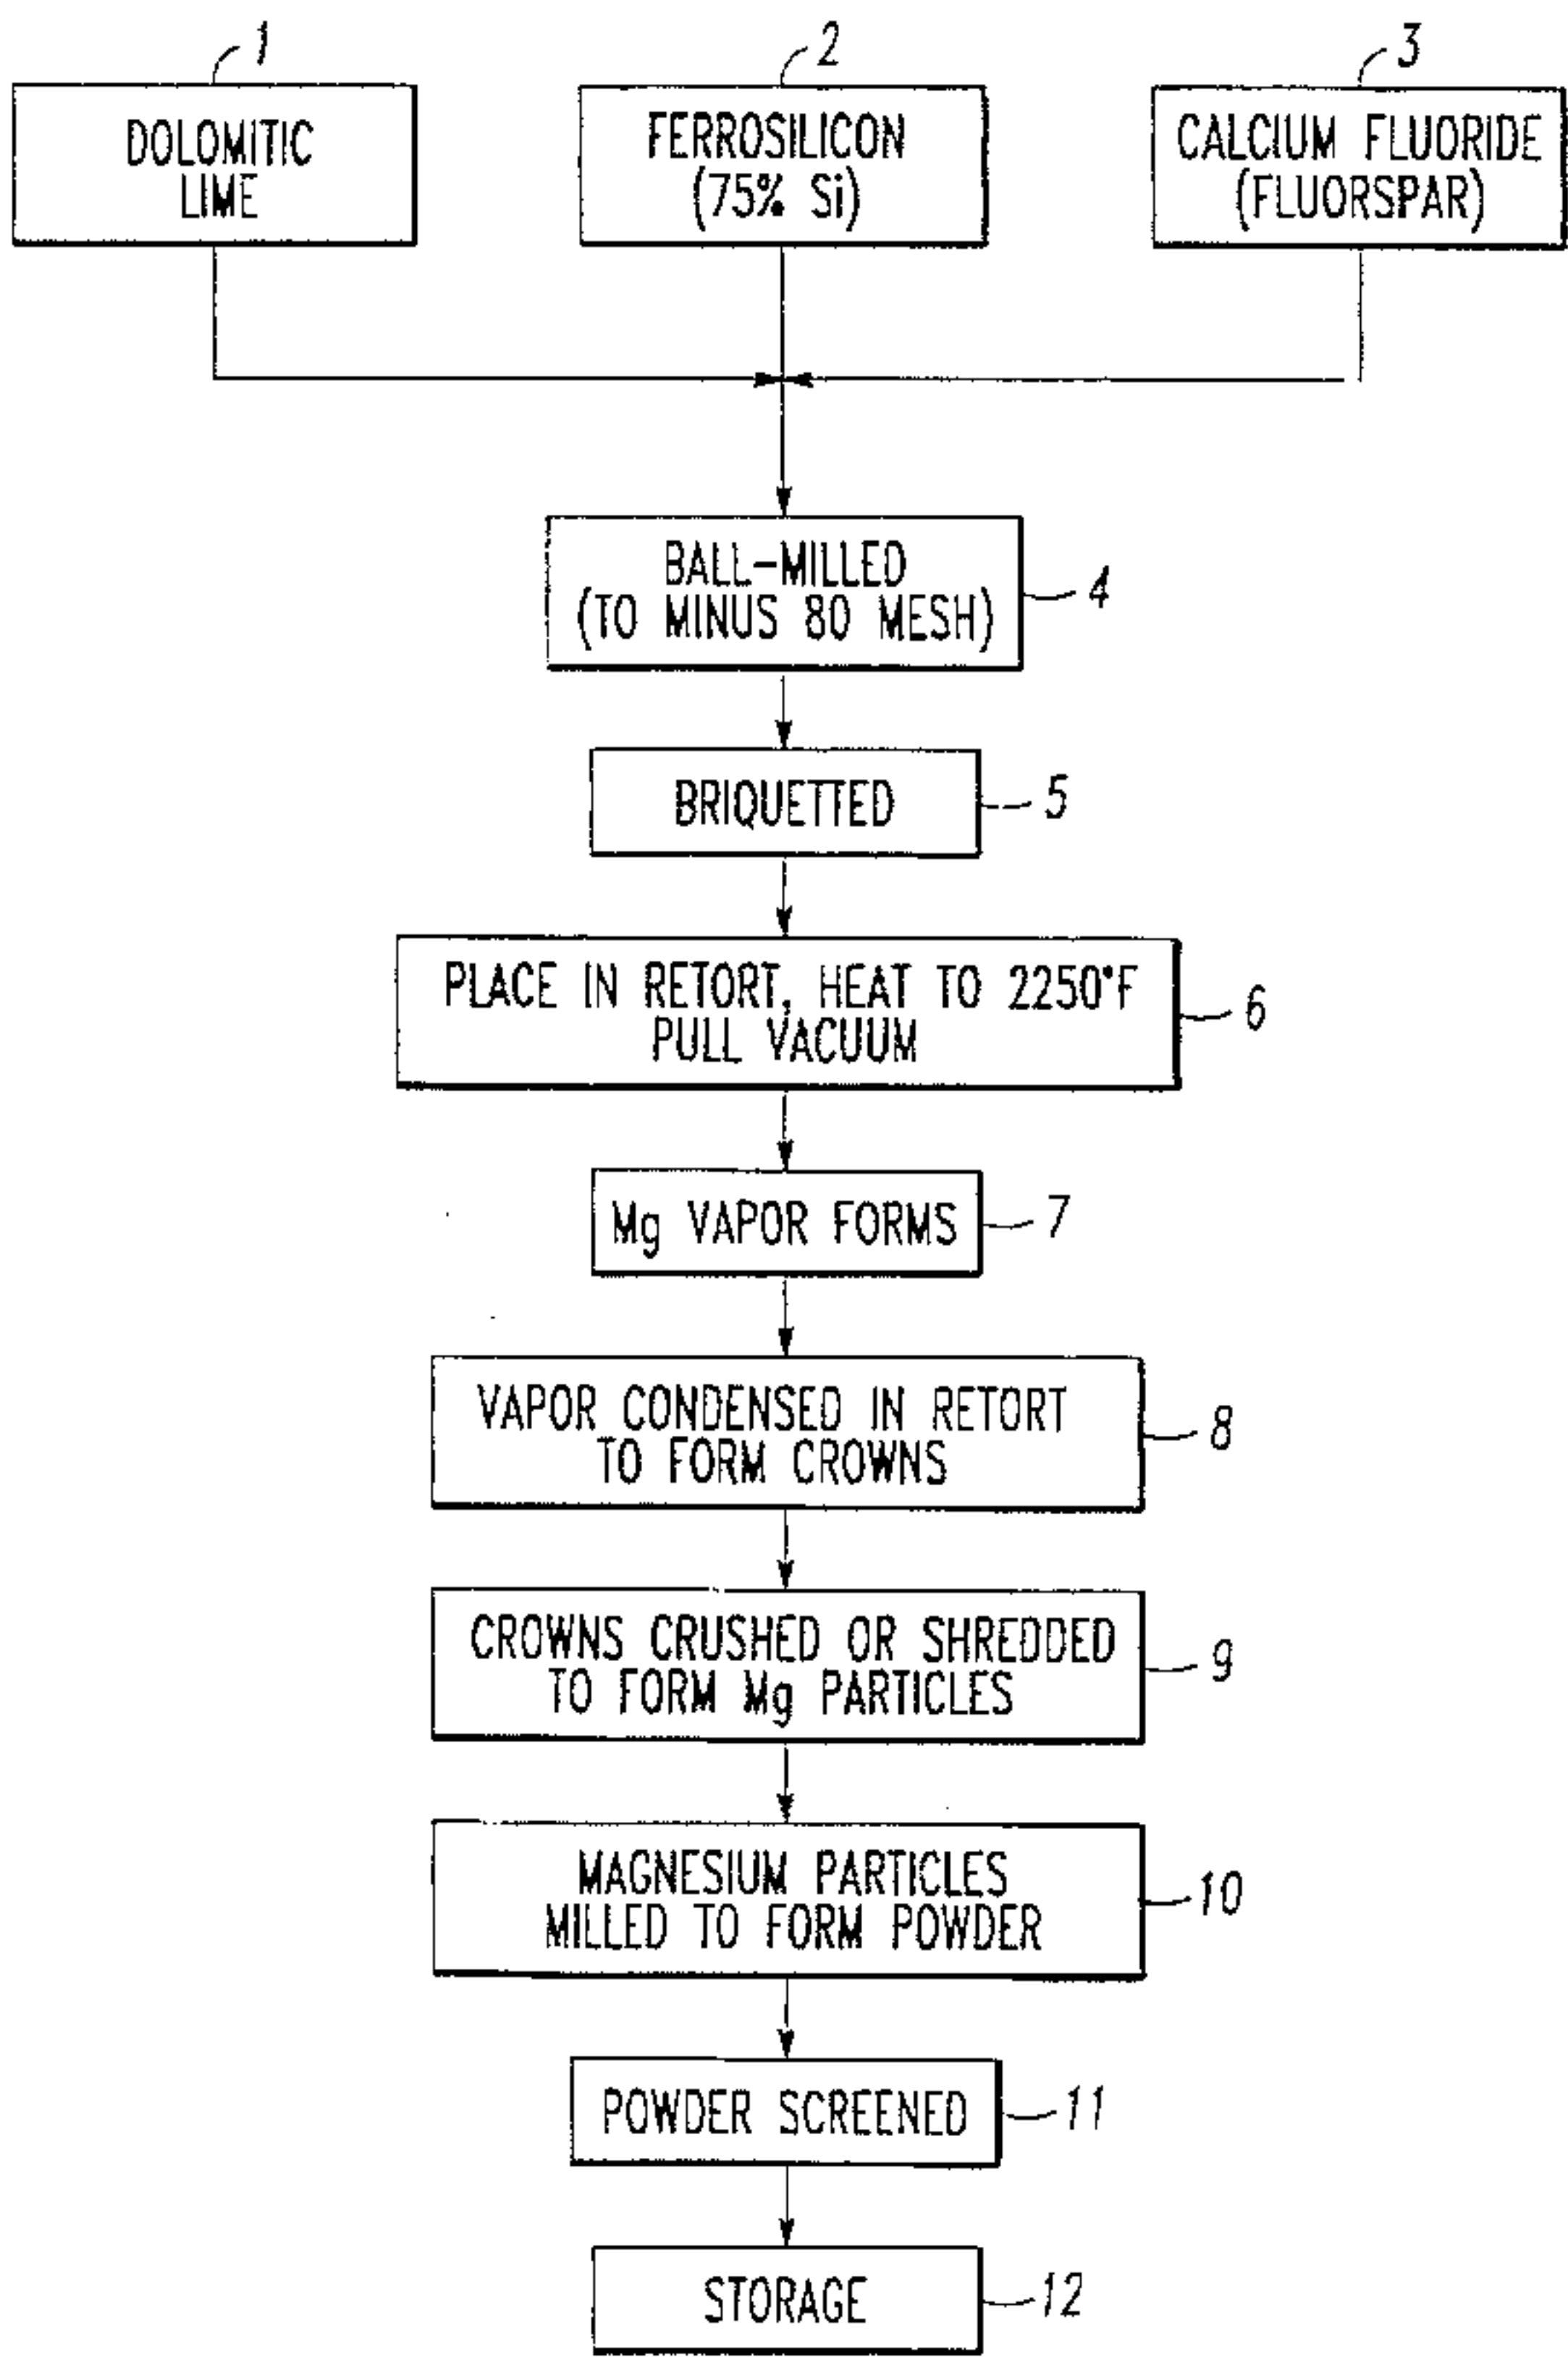 1
DOLOMITIC
LIME
2
FERROSILICON
(75% Si)
3
CALCIUM FLUORIDE
(FLUORSPAR)
BALL-MILLED
(TO MINUS 80 MESH)
4
BRIQUETTED
5
PLACE IN RETORT, HEAT TO 2250°F
PULL VACUUM
6
Mg VAPOR FORMS
7
VAPOR CONDENSED IN RETORT
TO FORM CROWNS
8
CROWNS CRUSHED OR SHREDDED
TO FORM Mg PARTICLES
9
MAGNESIUM PARTICLES
MILLED TO FORM POWDER
10
POWDER SCREENED
11
STORAGE
12